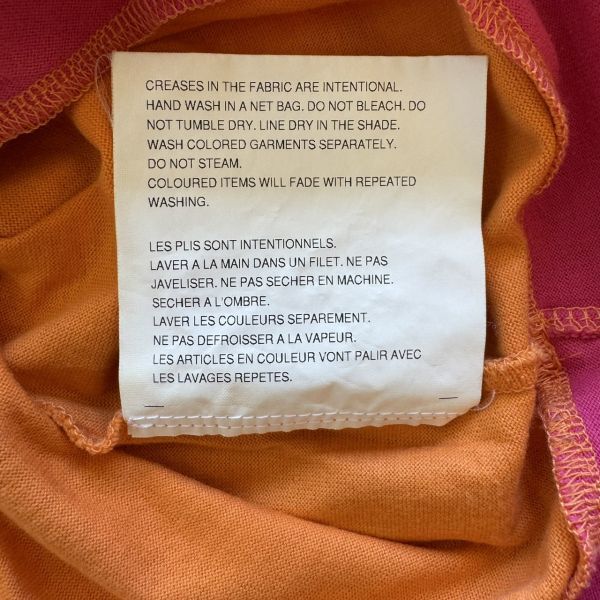 CREASES IN THE FABRIC ARE INTENTIONAL.
HAND WASH IN A NET BAG. DO NOT BLEACH. DO
NOT TUMBLE DRY. LINE DRY IN THE SHADE.
WASH COLORED GARMENTS SEPARATELY.
DO NOT STEAM.
COLOURED ITEMS WILL FADE WITH REPEATED
WASHING.
LES PLIS SONT INTENTIONNELS.
LAVER A LA MAIN DANS UN FILET. NE PAS
JAVELISER. NE PAS SECHER EN MACHINE.
SECHER A L'OMBRE.
LAVER LES COULEURS SEPAREMENT.
NE PAS DEFROISSER A LA VAPEUR.
LES ARTICLES EN COULEUR VONT PALIR AVEC
LES LAVAGES REPETES.